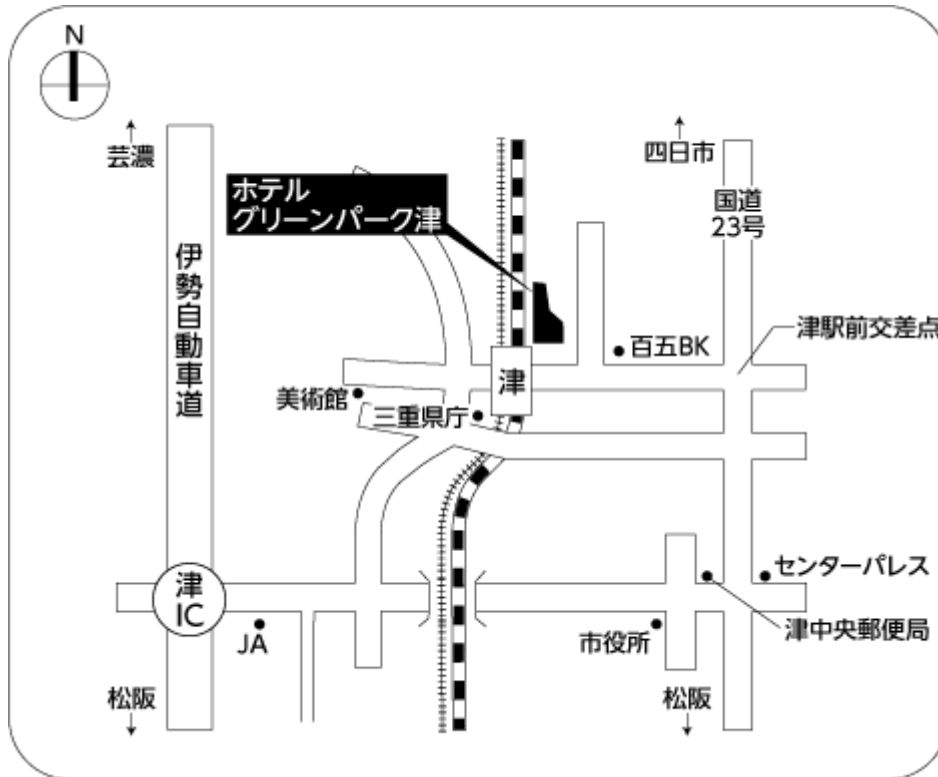 N
芸濃
四日市
ホテル
グリーンパーク津
国道
23号
伊勢自動車道
津駅前交差点
百五BK
津
美術館
三重県庁
津
IC
センターパレス
JA
市役所
津中央郵便局
松阪
松阪